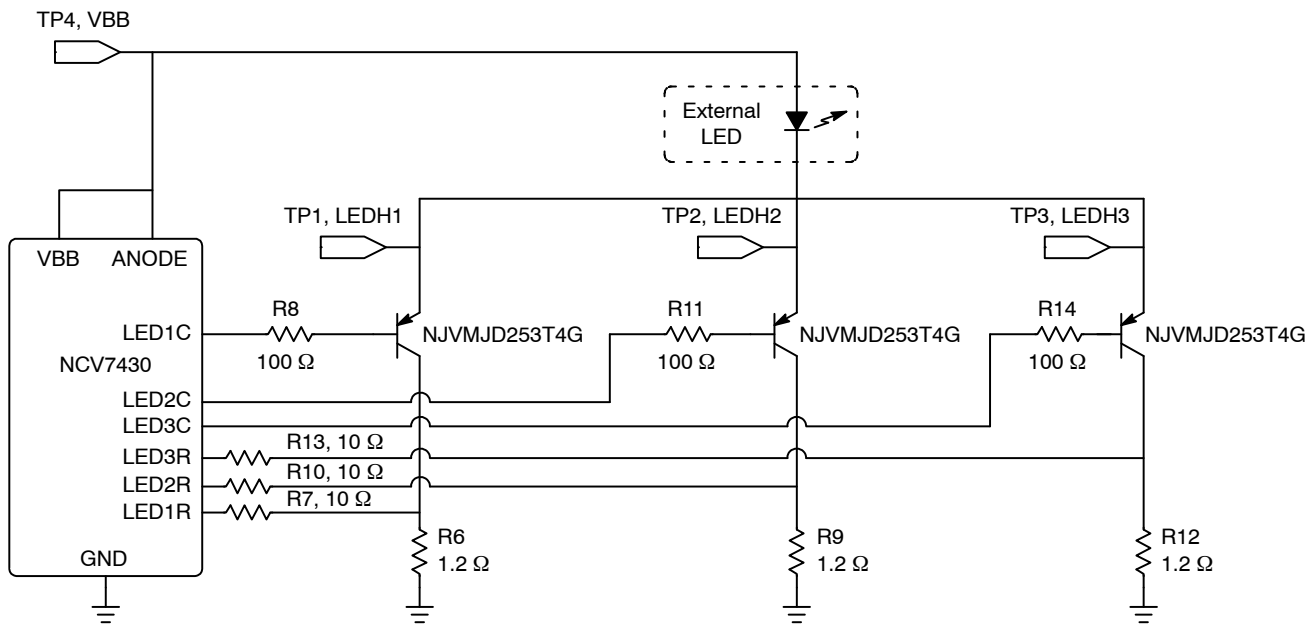 TP4, VBB
External
LED
TP1, LEDH1
TP2, LEDH2
TP3, LEDH3
VBB
ANODE
R8
R11
R14
LED1C
NJVMJD253T4G
NJVMJD253T4G
NJVMJD253T4G
100 Ω
100 Ω
100 Ω
NCV7430
LED2C
LED3C
R13, 10 Ω
LED3R
R10, 10 Ω
LED2R
R7, 10 Ω
LED1R
R6
1.2 Ω
R9
1.2 Ω
R12
1.2 Ω
GND